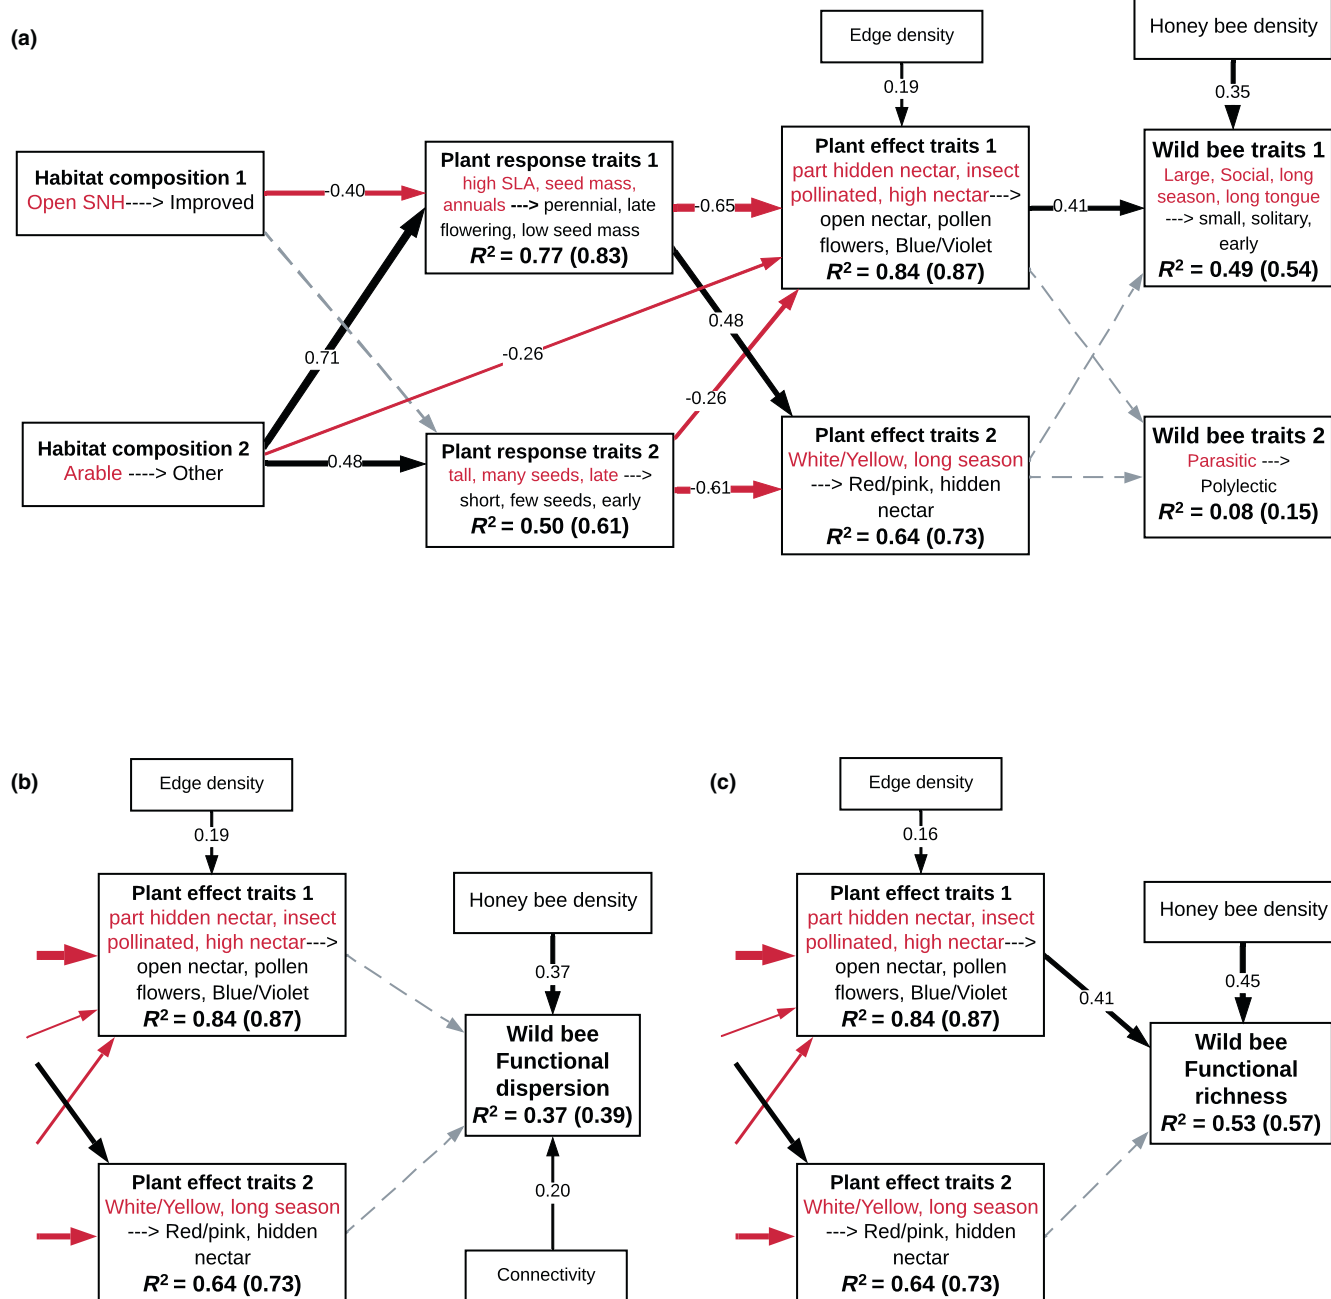 (a)
Edge density
Honey bee density
0.19
0.35
Habitat composition 1
Open SNH----> Improved
-0.40
Plant response traits 1
high SLA, seed mass,
annuals ---> perennial, late
flowering, low seed mass
R² = 0.77 (0.83)
-0.65
Plant effect traits 1
part hidden nectar, insect
pollinated, high nectar--->
open nectar, pollen
flowers, Blue/Violet
R² = 0.84 (0.87)
0.41
Wild bee traits 1
Large, Social, long
season, long tongue
---> small, solitary,
early
R² = 0.49 (0.54)
0.71
-0.26
0.48
-0.26
Habitat composition 2
Arable ----> Other
0.48
Plant response traits 2
tall, many seeds, late --->
short, few seeds, early
R² = 0.50 (0.61)
-0.61
Plant effect traits 2
White/Yellow, long season
---> Red/pink, hidden
nectar
R² = 0.64 (0.73)
Wild bee traits 2
Parasitic --->
Polylectic
R² = 0.08 (0.15)
(b)
Edge density
0.19
Plant effect traits 1
part hidden nectar, insect
pollinated, high nectar--->
open nectar, pollen
flowers, Blue/Violet
R² = 0.84 (0.87)
Honey bee density
0.37
Wild bee
Functional
dispersion
R² = 0.37 (0.39)
0.20
Connectivity
Plant effect traits 2
White/Yellow, long season
---> Red/pink, hidden
nectar
R² = 0.64 (0.73)
(c)
Edge density
0.16
Plant effect traits 1
part hidden nectar, insect
pollinated, high nectar--->
open nectar, pollen
flowers, Blue/Violet
R² = 0.84 (0.87)
0.41
Honey bee density
0.45
Wild bee
Functional
richness
R² = 0.53 (0.57)
Plant effect traits 2
White/Yellow, long season
---> Red/pink, hidden
nectar
R² = 0.64 (0.73)